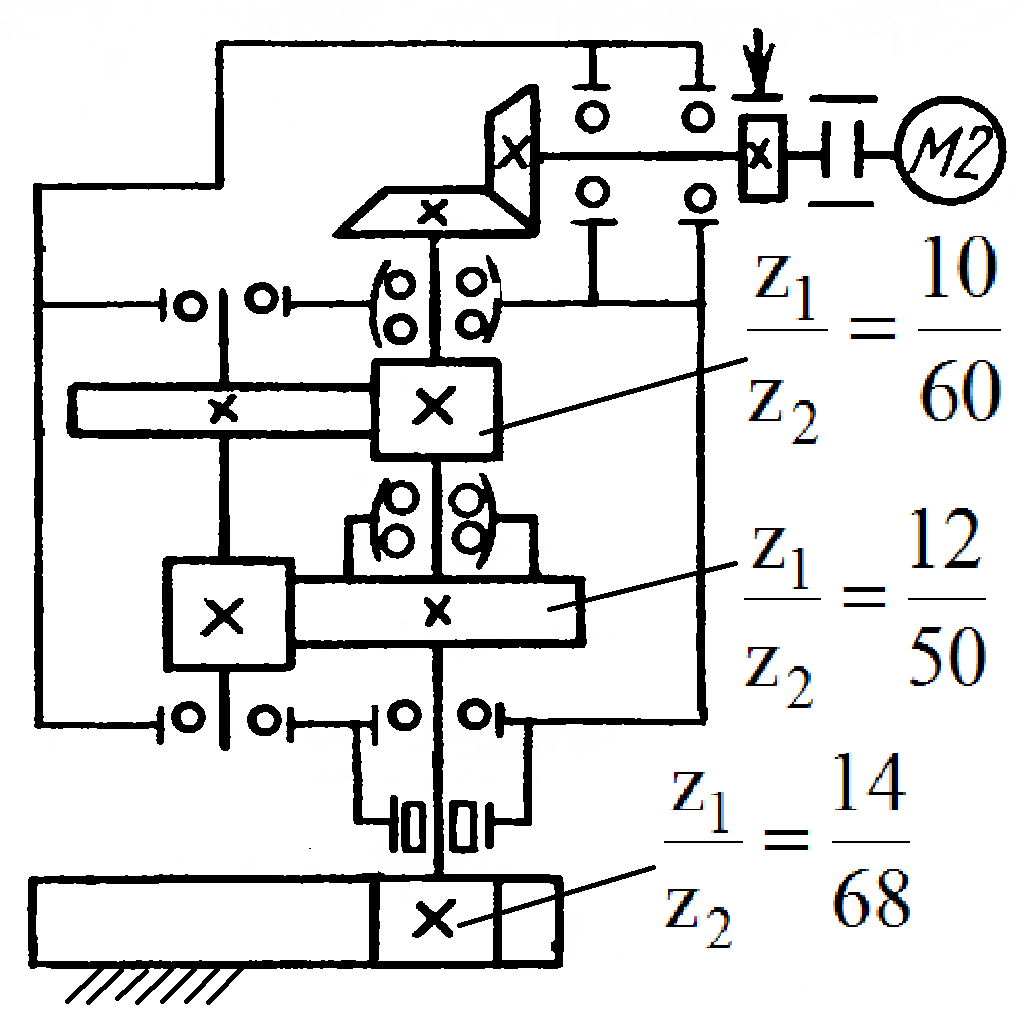 M2
z₁/z₂ = 10/60
z₁/z₂ = 12/50
z₁/z₂ = 14/68